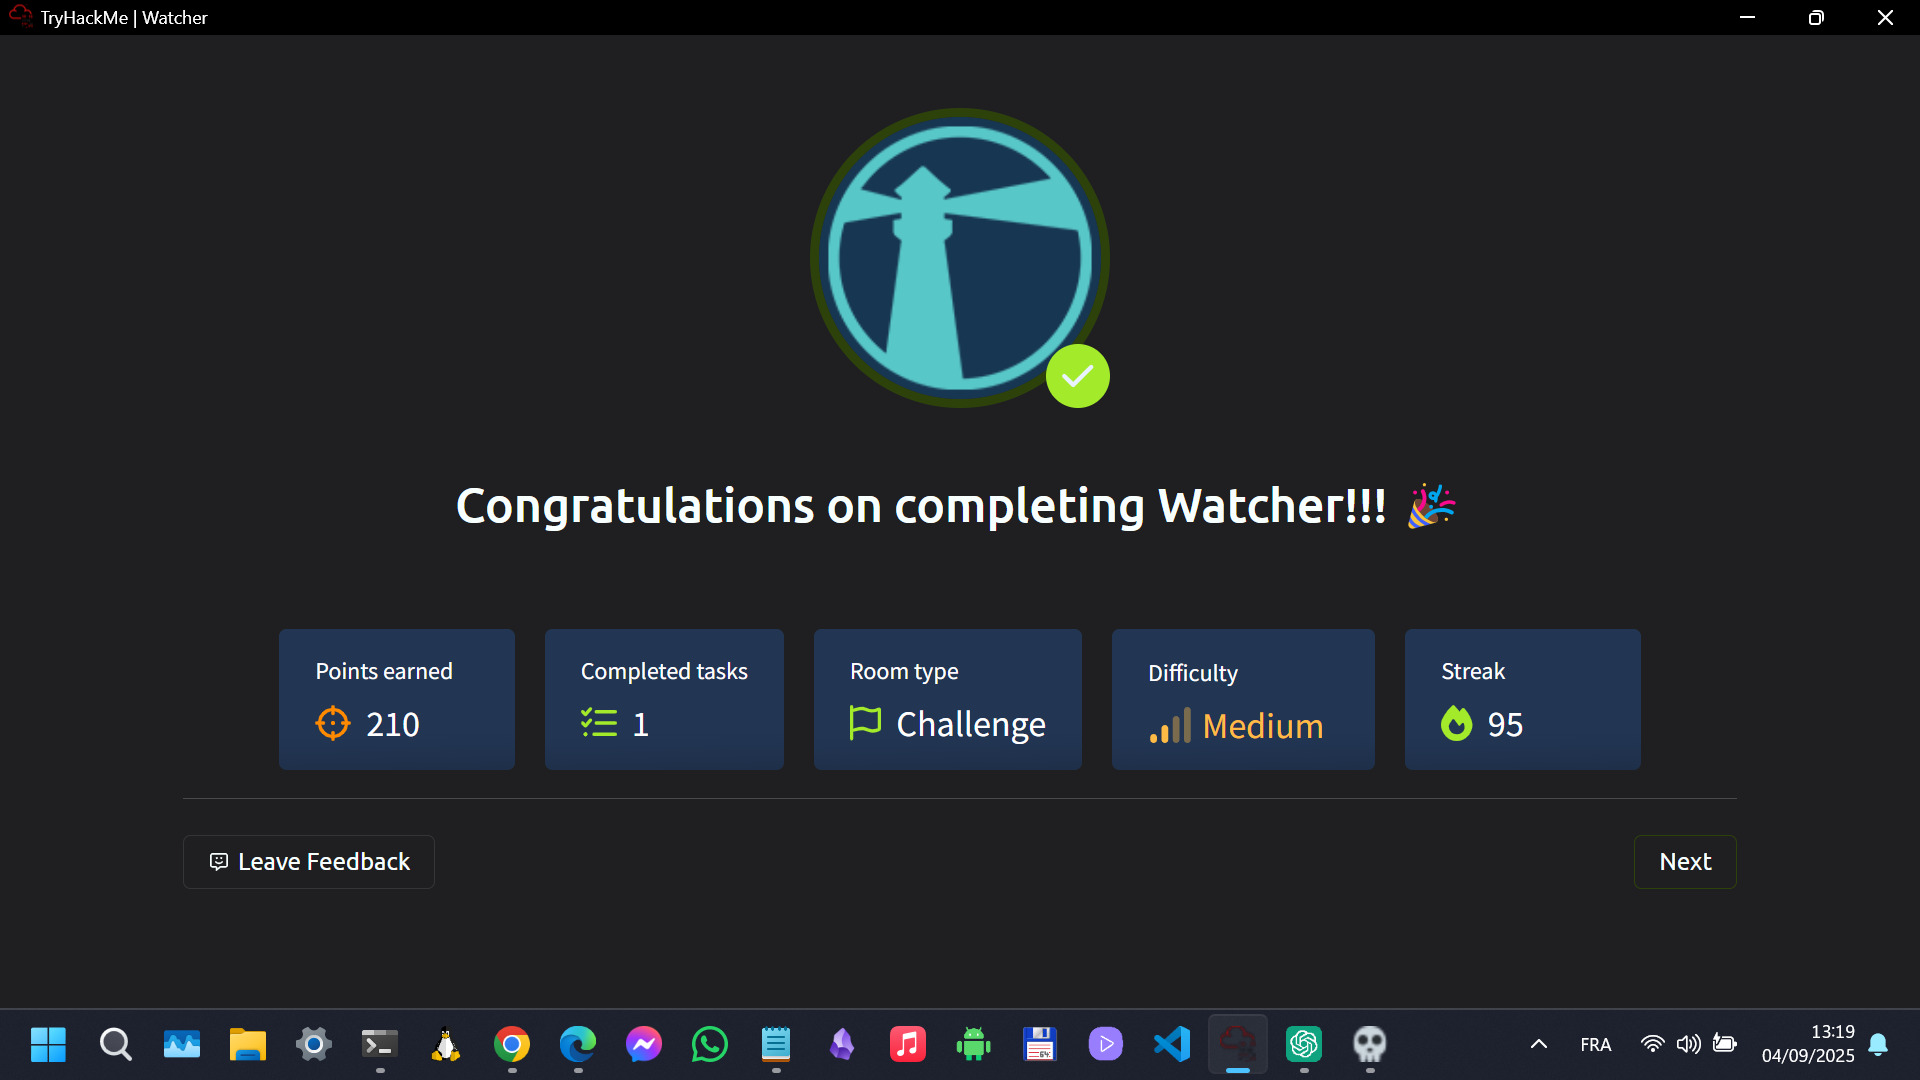 TryHackMe | Watcher
Congratulations on completing Watcher!!! 🎉
Points earned
210
Completed tasks
1
Room type
Challenge
Difficulty
Medium
Streak
95
Leave Feedback
Next
64
FRA
13:19
04/09/2025